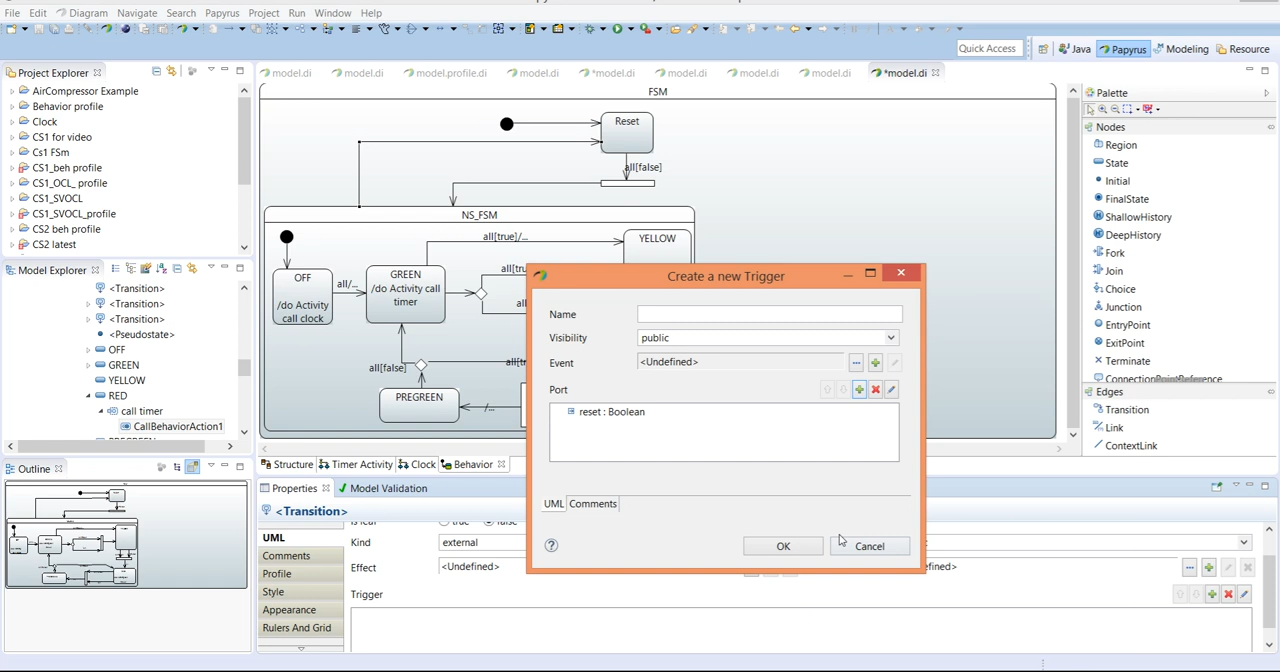 File Edit Diagram Navigate Search Papyrus Project Run Window Help
Quick Access Java Papyrus Modeling Resource
Project Explorer
AirCompressor Example
Behavior profile
Clock
CS1 for video
Cs1 FSm
CS1_beh profile
CS1_OCL_ profile
CS1_SVOCL
CS1_SVOCL_profile
CS2 beh profile
CS2 latest
Model Explorer
<Transition>
<Transition>
<Transition>
<Pseudostate>
OFF
GREEN
YELLOW
RED
call timer
CallBehaviorAction1
Outline
model.di model.di model.profile.di model.di *model.di model.di model.di model.di *model.di
FSM
Reset
all[false]
NS_FSM
all[true]/...
YELLOW
OFF
/do Activity
call clock
all/...
GREEN
/do Activity call
timer
all[false]
PREGREEN
/...
Create a new Trigger
Name
Visibility public
Event <Undefined>
Port
reset : Boolean
UML Comments
OK Cancel
Structure Timer Activity Clock Behavior
Properties Model Validation
<Transition>
UML
Comments
Profile
Style
Appearance
Rulers And Grid
Kind external
Effect <Undefined>
Trigger
Palette
Nodes
Region
State
Initial
FinalState
ShallowHistory
DeepHistory
Fork
Join
Choice
Junction
EntryPoint
ExitPoint
Terminate
ConnectionPointReference
Edges
Transition
Link
ContextLink